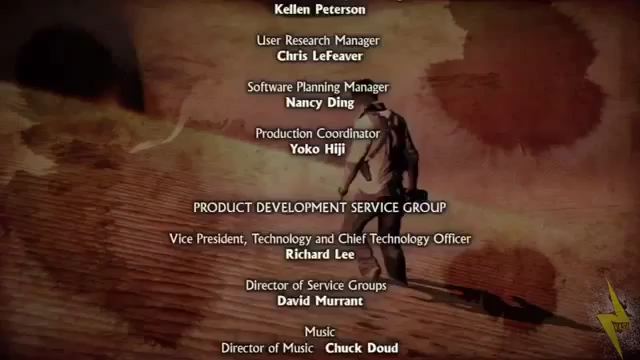 Kellen Peterson
User Research Manager
Chris LeFeaver
Software Planning Manager
Nancy Ding
Production Coordinator
Yoko Hiji
PRODUCT DEVELOPMENT SERVICE GROUP
Vice President, Technology and Chief Technology Officer
Richard Lee
Director of Service Groups
David Murrant
Music
Director of Music Chuck Doud